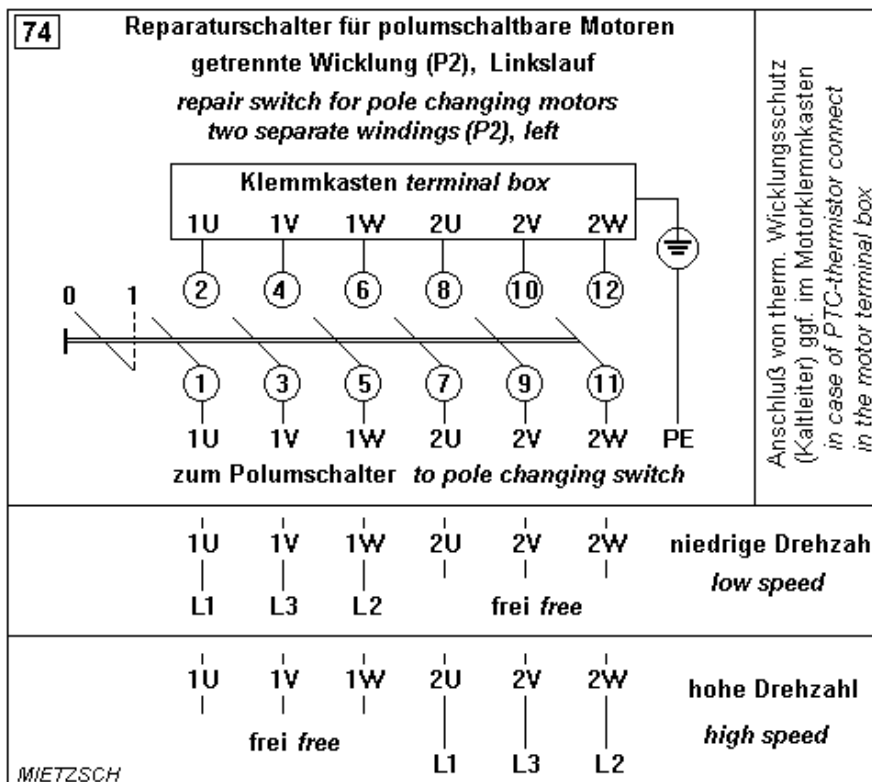 74
Reparaturschalter für polumschaltbare Motoren
getrennte Wicklung (P2), Linkslauf
repair switch for pole changing motors
two separate windings (P2), left
Klemmkasten terminal box
1U 1V 1W 2U 2V 2W
2 4 6 8 10 12
0 1
1 3 5 7 9 11
1U 1V 1W 2U 2V 2W PE
zum Polumschalter to pole changing switch
Anschluß von therm. Wicklungsschutz
(Kaltleiter) ggf. im Motorklemmkasten
in case of PTC-thermistor connect
in the motor terminal box
1U 1V 1W 2U 2V 2W niedrige Drehzah
low speed
L1 L3 L2 frei free
1U 1V 1W 2U 2V 2W hohe Drehzahl
frei free high speed
L1 L3 L2
MIETZSCH